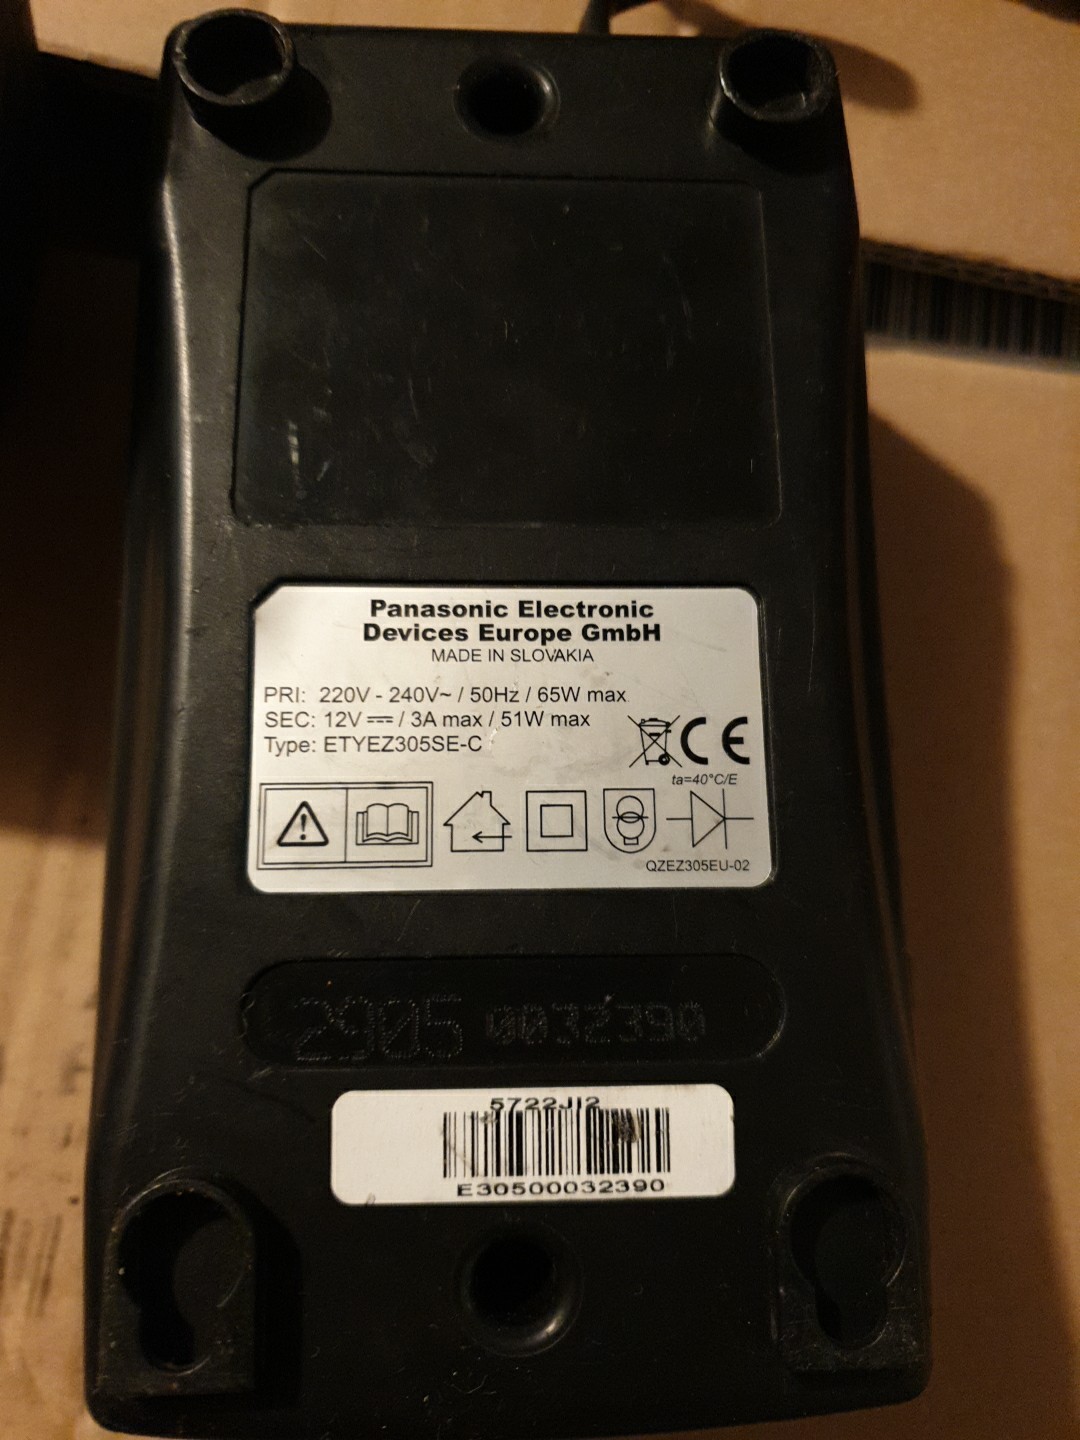 Panasonic Electronic
Devices Europe GmbH
MADE IN SLOVAKIA
PRI: 220V - 240V~ / 50Hz / 65W max
SEC: 12V⎓ / 3A max / 51W max
Type: ETYEZ305SE-C
CE
ta=40°C/E
QZEZ305EU-02
2905 0032390
5722JI2
E30500032390